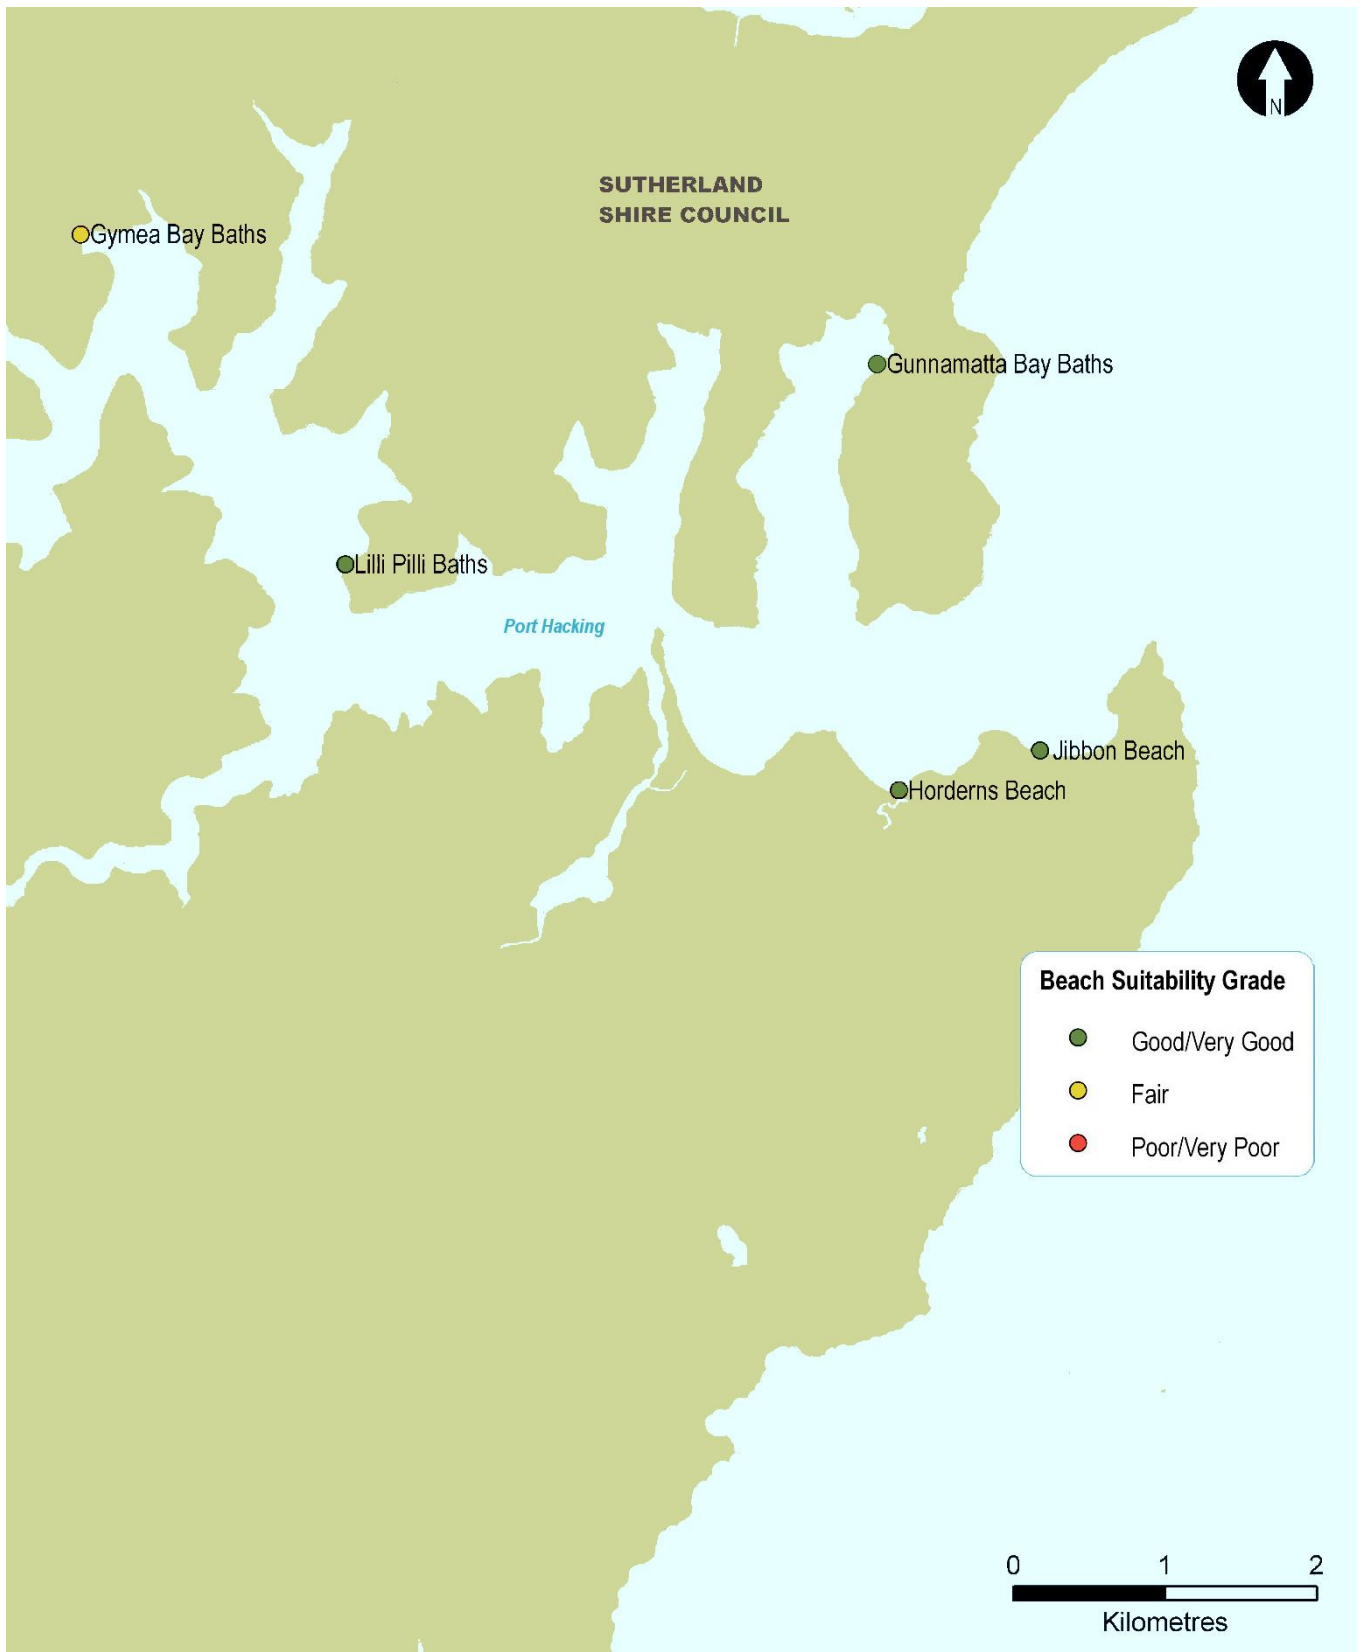 N
SUTHERLAND
SHIRE COUNCIL
Gymea Bay Baths
Gunnamatta Bay Baths
Lilli Pilli Baths
Port Hacking
Jibbon Beach
Horderns Beach
Beach Suitability Grade
Good/Very Good
Fair
Poor/Very Poor
0 1 2
Kilometres